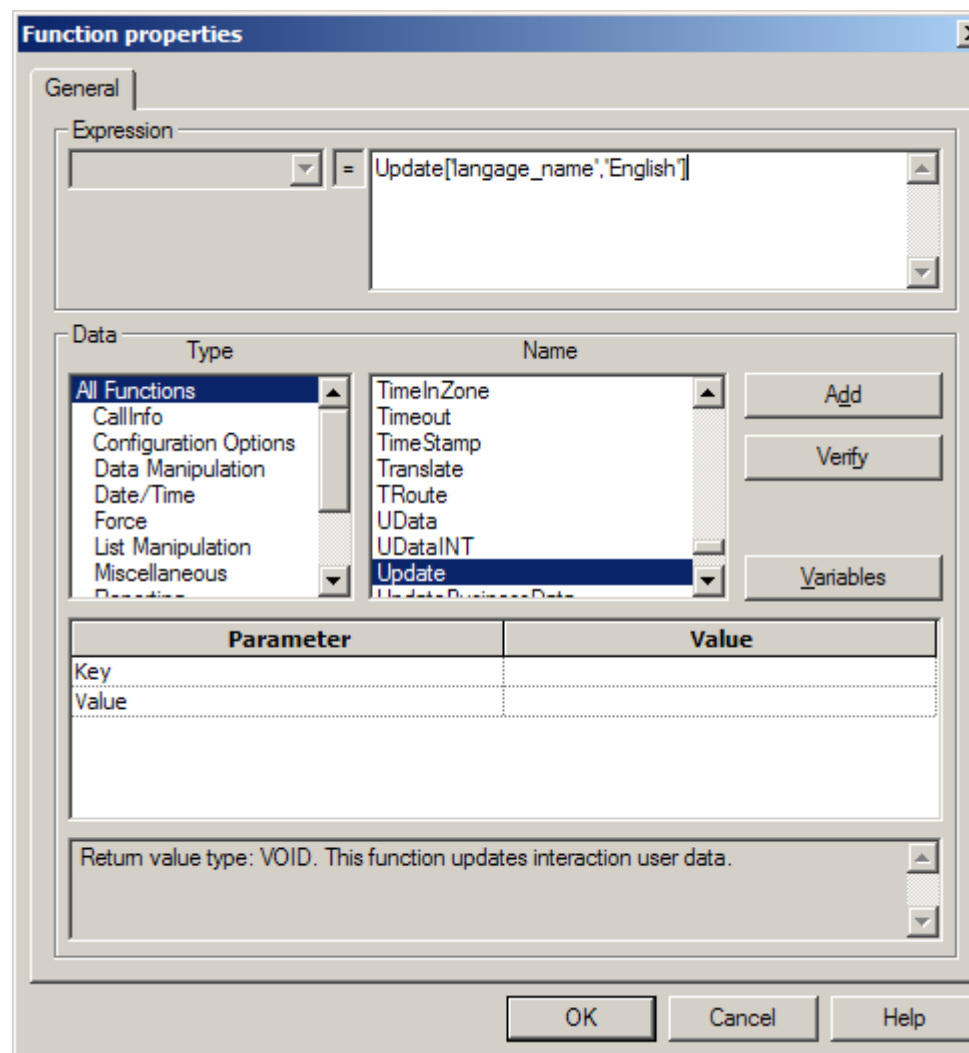 Function properties
General
Expression
= Update['langage_name','English']
Data
Type Name
All Functions TimeInZone
CallInfo Timeout
Configuration Options TimeStamp
Data Manipulation Translate
Date/Time TRoute
Force UData
List Manipulation UDataINT
Miscellaneous Update
Reporting UpdateBusinessData
Add
Verify
Variables
Parameter Value
Key
Value
Return value type: VOID. This function updates interaction user data.
OK Cancel Help